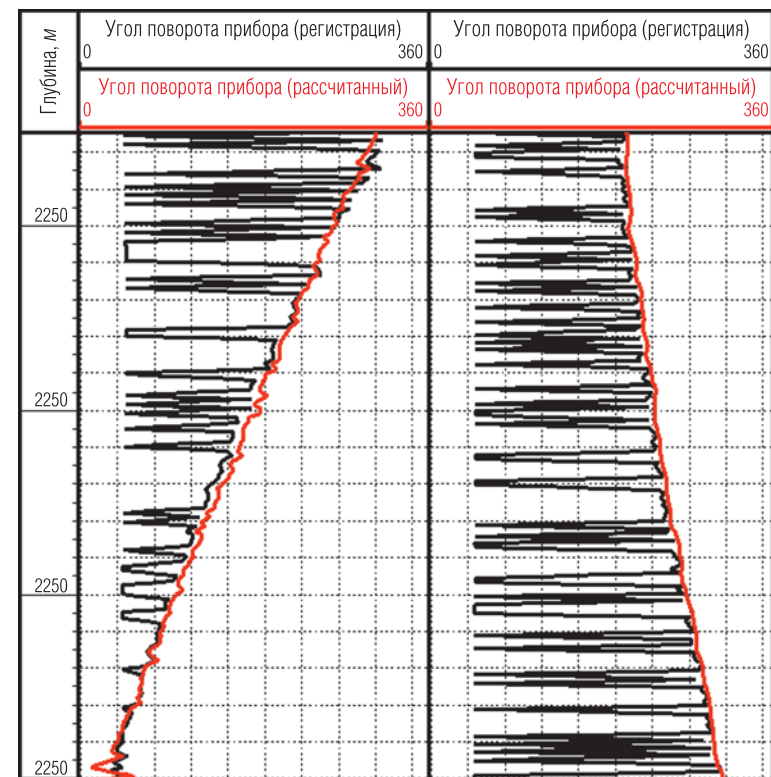 Глубина, м
Угол поворота прибора (регистрация)
0 360
Угол поворота прибора (рассчитанный)
0 360
Угол поворота прибора (регистрация)
0 360
Угол поворота прибора (рассчитанный)
0 360
2250
2250
2250
2250